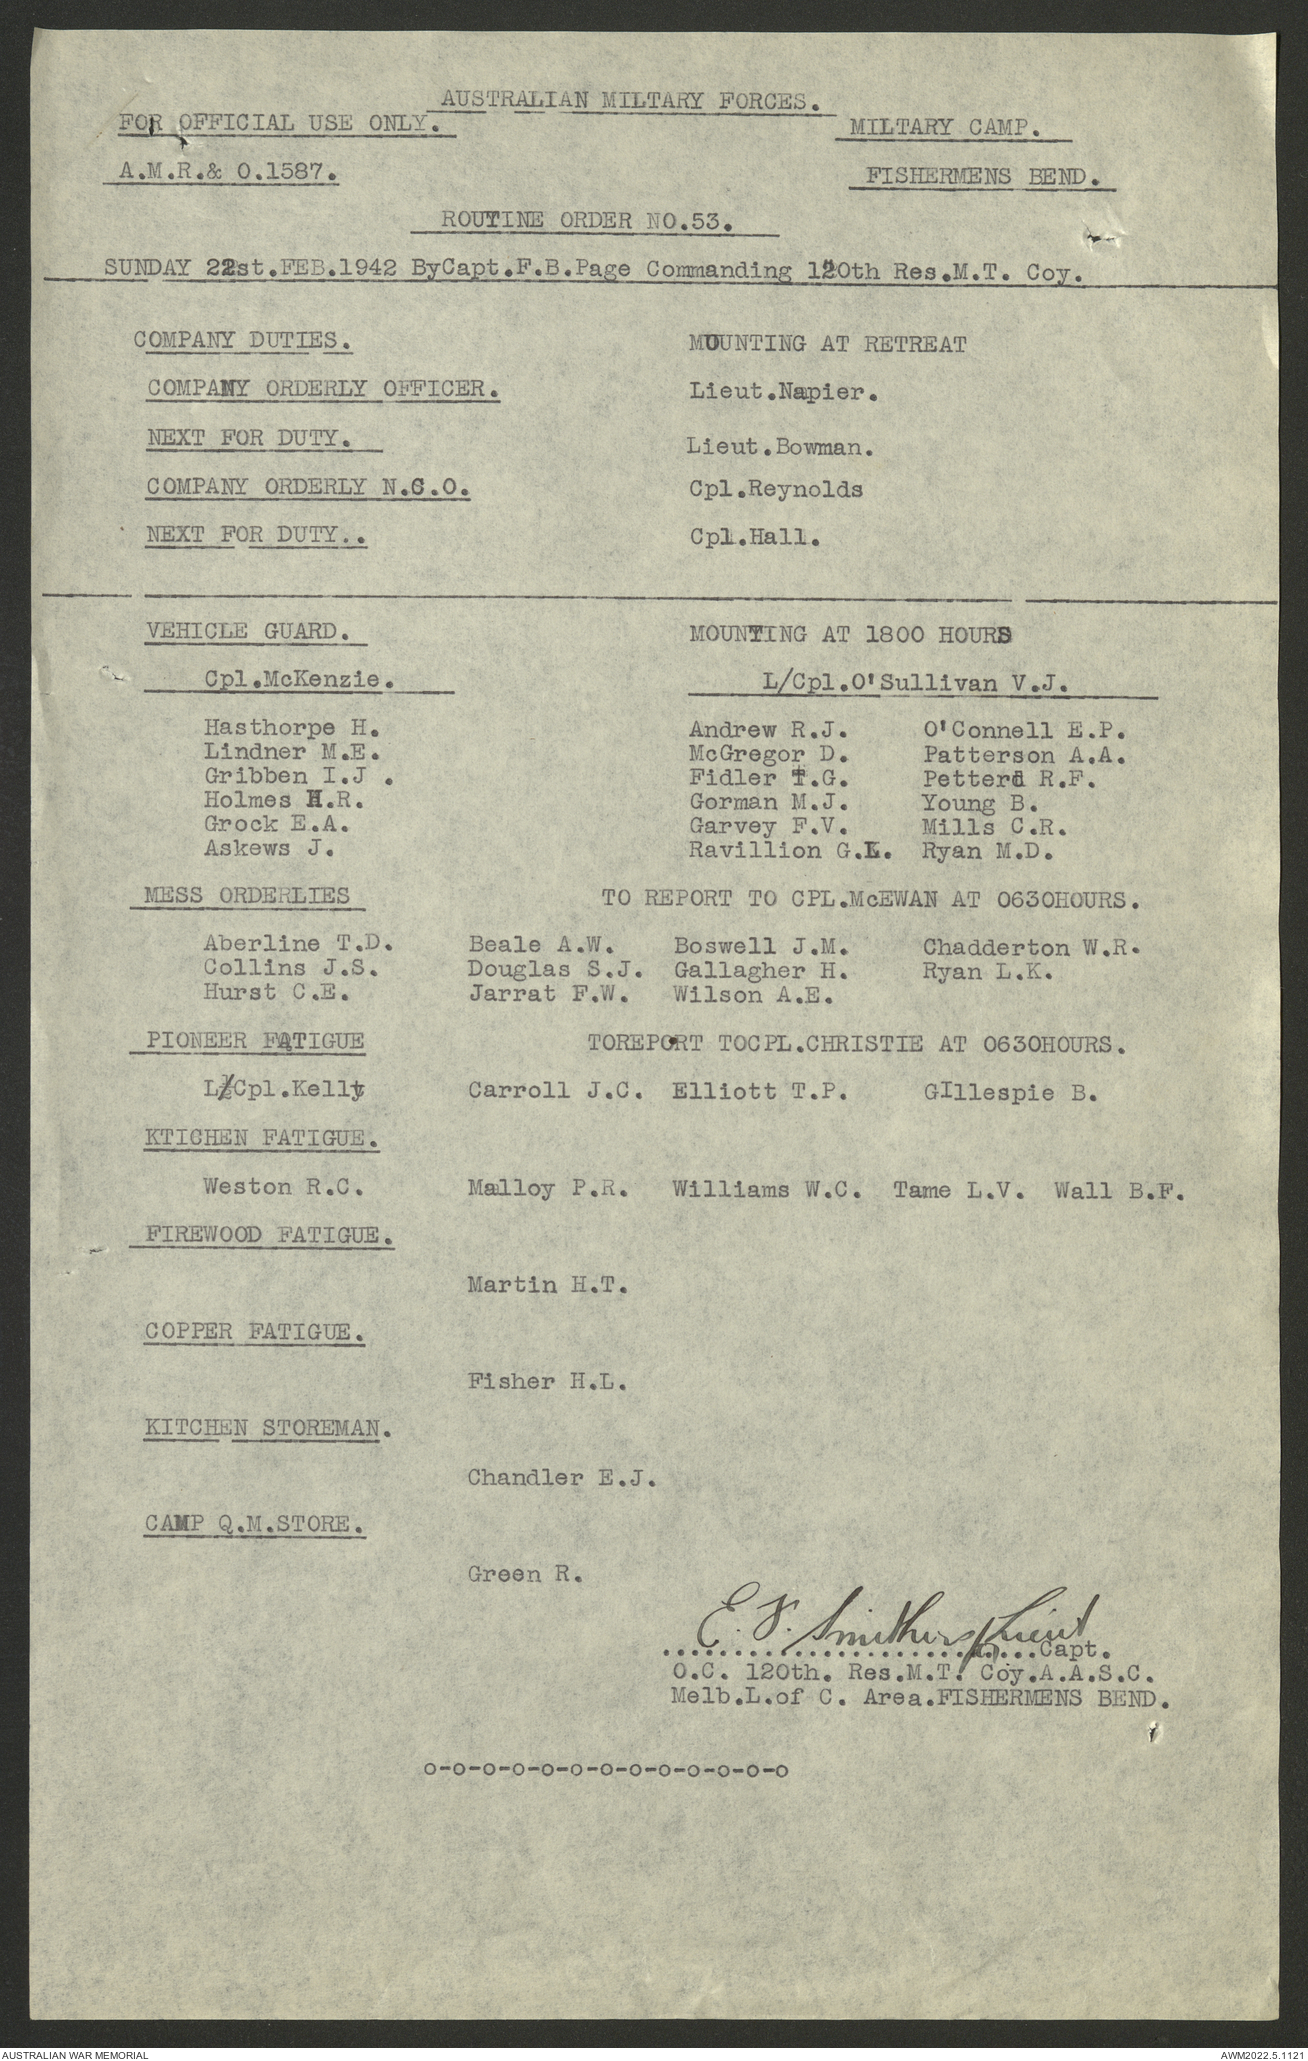 AUSTRALIAN MILTARY FORCES.
FOR OFFICIAL USE ONLY.
MILTARY CAMP.
A.M.R.& O.1587.
FISHERMENS BEND.
ROUTINE ORDER NO.53.
SUNDAY 22st.FEB.1942 ByCapt.F.B.Page Commanding 120th Res.M.T. Coy.
COMPANY DUTIES. MOUNTING AT RETREAT
COMPANY ORDERLY OFFICER. Lieut.Napier.
NEXT FOR DUTY. Lieut.Bowman.
COMPANY ORDERLY N.C.O. Cpl.Reynolds
NEXT FOR DUTY.. Cpl.Hall.
VEHICLE GUARD. MOUNTING AT 1800 HOURS
Cpl.McKenzie. L/Cpl.O'Sullivan V.J.
Hasthorpe H. Andrew R.J. O'Connell E.P.
Lindner M.E. McGregor D. Patterson A.A.
Gribben I.J . Fidler T.G. Petterd R.F.
Holmes H.R. Gorman M.J. Young B.
Grock E.A. Garvey F.V. Mills C.R.
Askews J. Ravillion G.L. Ryan M.D.
MESS ORDERLIES TO REPORT TO CPL.McEWAN AT 0630HOURS.
Aberline T.D. Beale A.W. Boswell J.M. Chadderton W.R.
Collins J.S. Douglas S.J. Gallagher H. Ryan L.K.
Hurst C.E. Jarrat F.W. Wilson A.E.
PIONEER FATIGUE TOREPORT TOCPL.CHRISTIE AT 0630HOURS.
L/Cpl.Kelly Carroll J.C. Elliott T.P. GIllespie B.
KTICHEN FATIGUE.
Weston R.C. Malloy P.R. Williams W.C. Tame L.V. Wall B.F.
FIREWOOD FATIGUE.
Martin H.T.
COPPER FATIGUE.
Fisher H.L.
KITCHEN STOREMAN.
Chandler E.J.
CAMP Q.M.STORE.
Green R.
Smithers Lieut
Capt.
O.C. 120th. Res.M.T. Coy.A.A.S.C.
Melb.L.of C. Area.FISHERMENS BEND.
o-o-o-o-o-o-o-o-o-o-o-o-o
AUSTRALIAN WAR MEMORIAL
AWM2022.5.1121